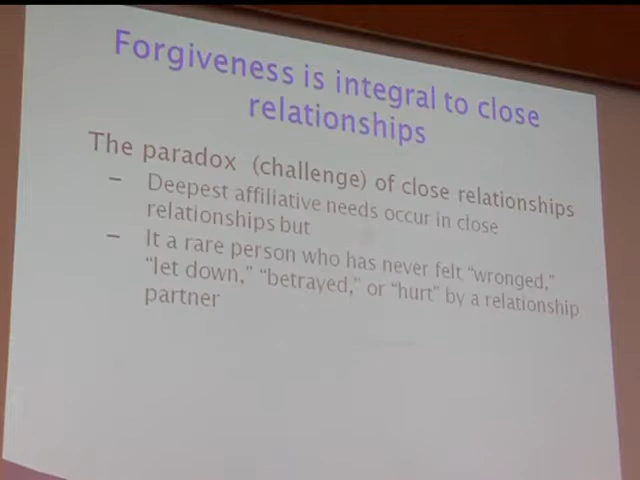 Forgiveness is integral to close
relationships
The paradox (challenge) of close relationships
– Deepest affiliative needs occur in close
relationships but
– It a rare person who has never felt “wronged,”
“let down,” “betrayed,” or “hurt” by a relationship
partner